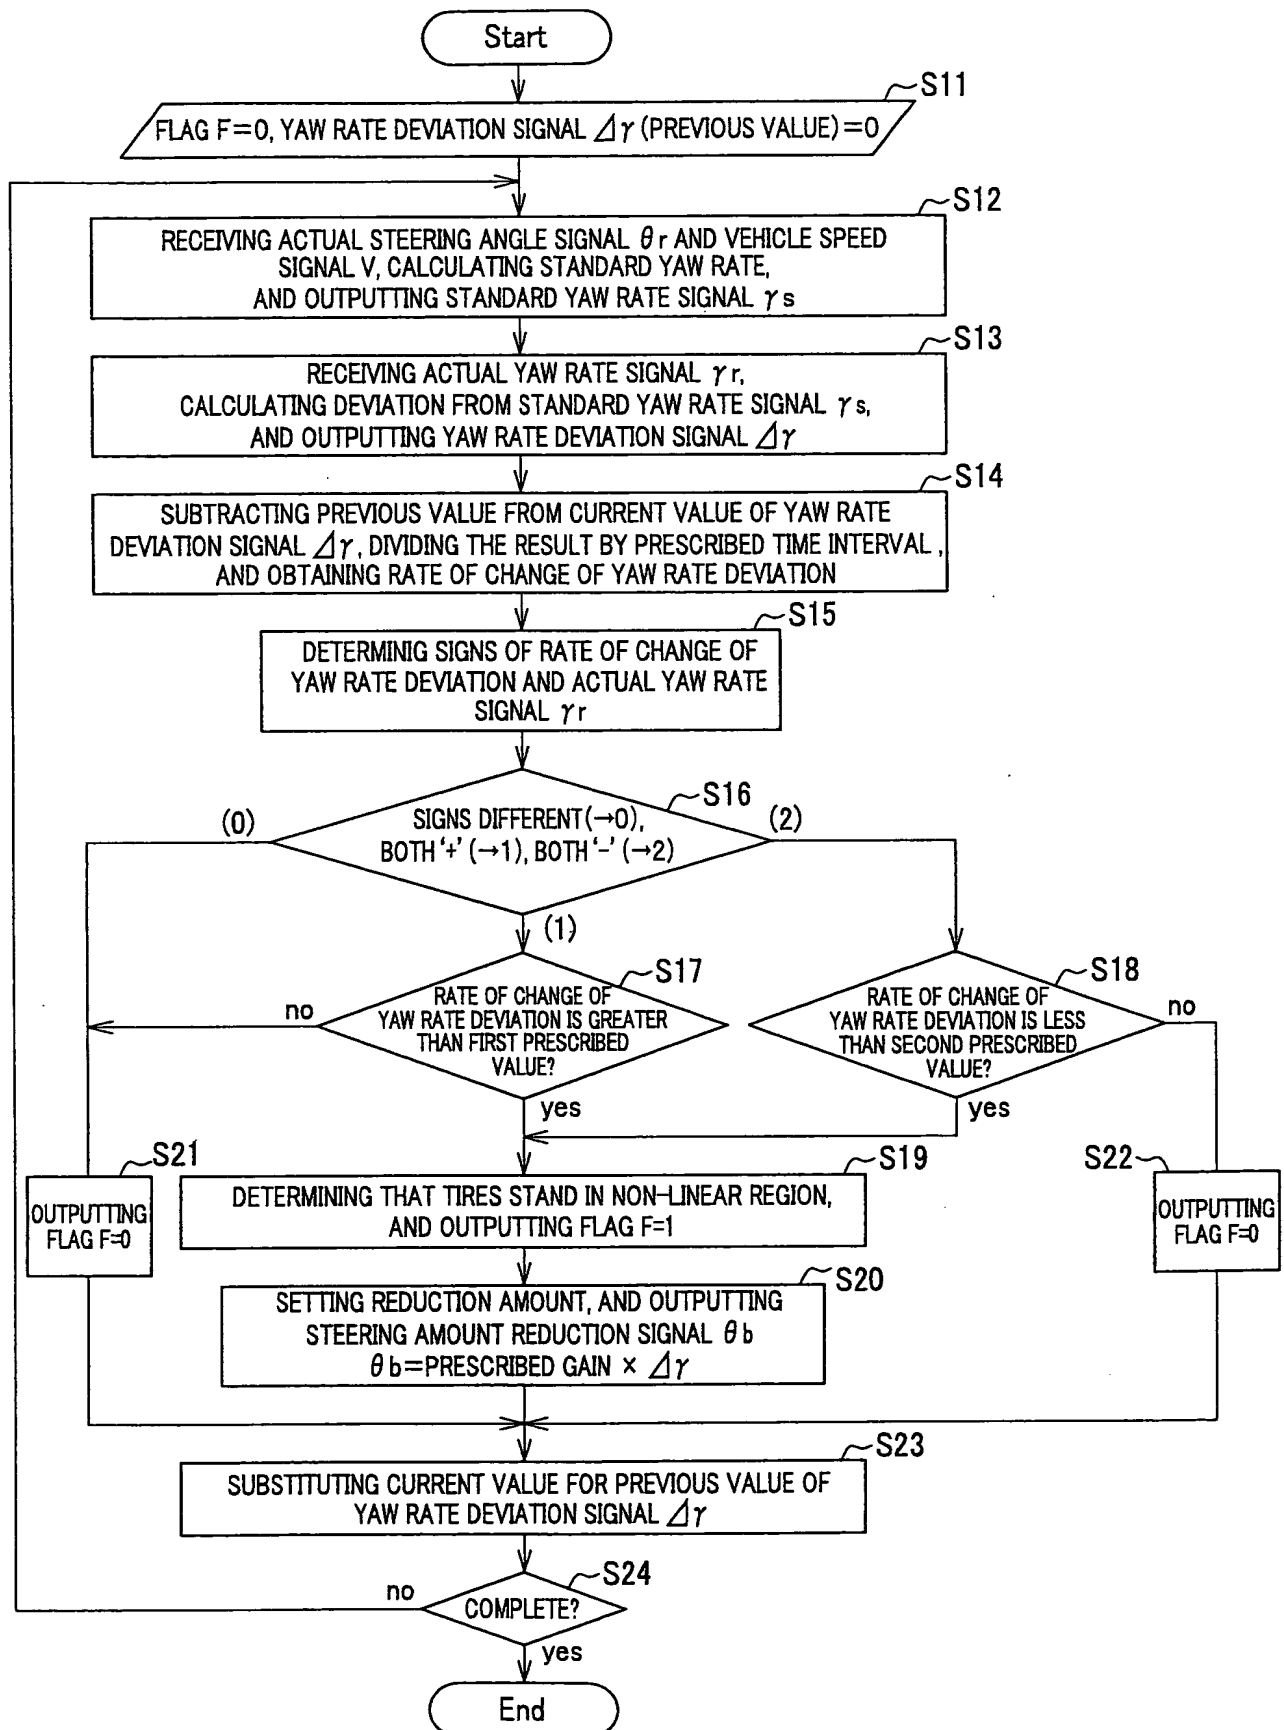 Start
S11
FLAG F=0, YAW RATE DEVIATION SIGNAL Δγ (PREVIOUS VALUE)=0
S12
RECEIVING ACTUAL STEERING ANGLE SIGNAL θr AND VEHICLE SPEED
SIGNAL V, CALCULATING STANDARD YAW RATE,
AND OUTPUTTING STANDARD YAW RATE SIGNAL γs
S13
RECEIVING ACTUAL YAW RATE SIGNAL γr,
CALCULATING DEVIATION FROM STANDARD YAW RATE SIGNAL γs,
AND OUTPUTTING YAW RATE DEVIATION SIGNAL Δγ
S14
SUBTRACTING PREVIOUS VALUE FROM CURRENT VALUE OF YAW RATE
DEVIATION SIGNAL Δγ, DIVIDING THE RESULT BY PRESCRIBED TIME INTERVAL,
AND OBTAINING RATE OF CHANGE OF YAW RATE DEVIATION
S15
DETERMINIG SIGNS OF RATE OF CHANGE OF
YAW RATE DEVIATION AND ACTUAL YAW RATE
SIGNAL γr
S16
(0)
SIGNS DIFFERENT(→0),
(2)
BOTH '+' (→1), BOTH '-' (→2)
(1)
S17
RATE OF CHANGE OF
YAW RATE DEVIATION IS GREATER
THAN FIRST PRESCRIBED
VALUE?
no
yes
S18
RATE OF CHANGE OF
YAW RATE DEVIATION IS LESS
THAN SECOND PRESCRIBED
VALUE?
no
yes
S21
OUTPUTTING
FLAG F=0
S19
DETERMINING THAT TIRES STAND IN NON-LINEAR REGION,
AND OUTPUTTING FLAG F=1
S22
OUTPUTTING
FLAG F=0
S20
SETTING REDUCTION AMOUNT, AND OUTPUTING
STEERING AMOUNT REDUCTION SIGNAL θb
θb=PRESCRIBED GAIN × Δγ
S23
SUBSTITUTING CURRENT VALUE FOR PREVIOUS VALUE OF
YAW RATE DEVIATION SIGNAL Δγ
S24
no
COMPLETE?
yes
End